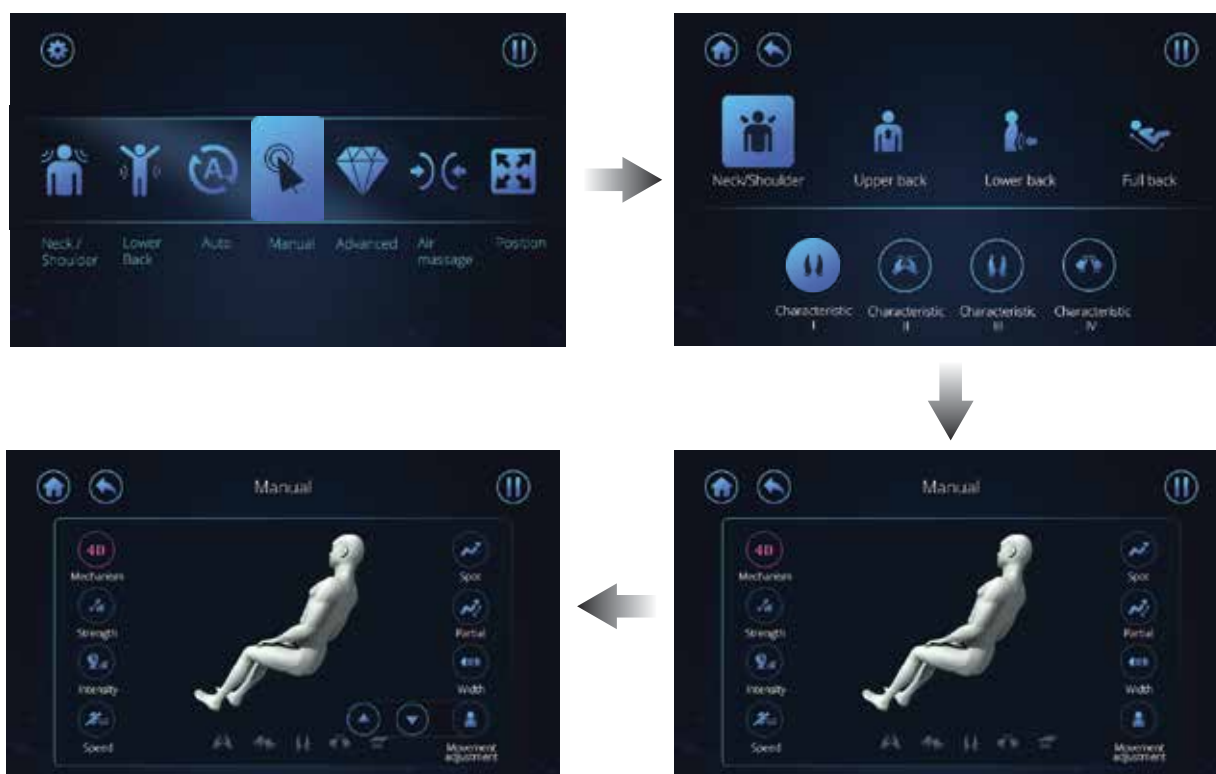 Neck /
Shoulder
Lower
Back
A
Auto
Manual
Advanced
Air
massage
Position
Neck/Shoulder
Upper back
Lower back
Full back
Characteristic
I
Characteristic
II
Characteristic
III
Characteristic
IV
Manual
4D
Mechanism
Strength
Intensity
Speed
Spot
Partial
Width
Movement
adjustment
Manual
4D
Mechanism
Strength
Intensity
Speed
Spot
Partial
Width
Movement
adjustment